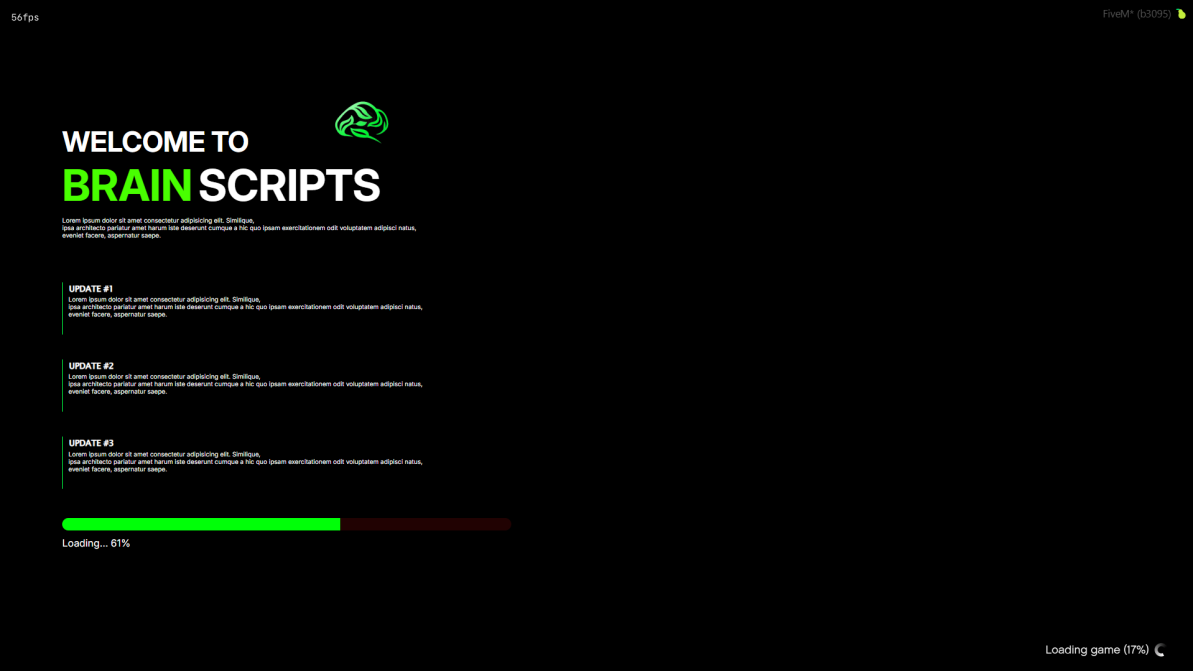 56fps
FiveM* (b3095)
WELCOME TO
BRAIN SCRIPTS
Lorem ipsum dolor sit amet consectetur adipisicing elit. Similique,
ipsa architecto pariatur amet harum iste deserunt cumque a hic quo ipsam exercitationem odit voluptatem adipisci natus,
eveniet facere, aspernatur saepe.
UPDATE #1
Lorem ipsum dolor sit amet consectetur adipisicing elit. Similique,
ipsa architecto pariatur amet harum iste deserunt cumque a hic quo ipsam exercitationem odit voluptatem adipisci natus,
eveniet facere, aspernatur saepe.
UPDATE #2
Lorem ipsum dolor sit amet consectetur adipisicing elit. Similique,
ipsa architecto pariatur amet harum iste deserunt cumque a hic quo ipsam exercitationem odit voluptatem adipisci natus,
eveniet facere, aspernatur saepe.
UPDATE #3
Lorem ipsum dolor sit amet consectetur adipisicing elit. Similique,
ipsa architecto pariatur amet harum iste deserunt cumque a hic quo ipsam exercitationem odit voluptatem adipisci natus,
eveniet facere, aspernatur saepe.
Loading... 61%
Loading game (17%)